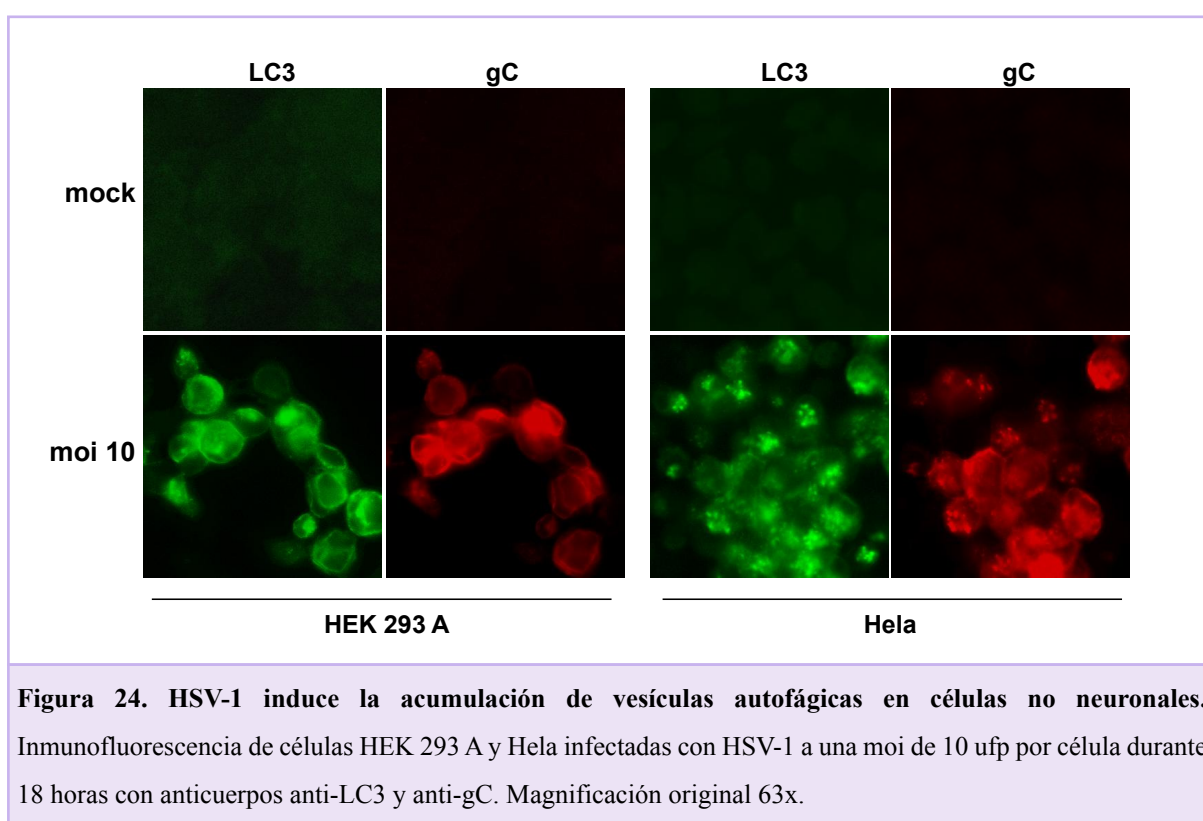 LC3 gC LC3 gC
mock
moi 10
HEK 293 A Hela
Figura 24. HSV-1 induce la acumulación de vesículas autofágicas en células no neuronales.
Inmunofluorescencia de células HEK 293 A y Hela infectadas con HSV-1 a una moi de 10 ufp por célula durante
18 horas con anticuerpos anti-LC3 y anti-gC. Magnificación original 63x.